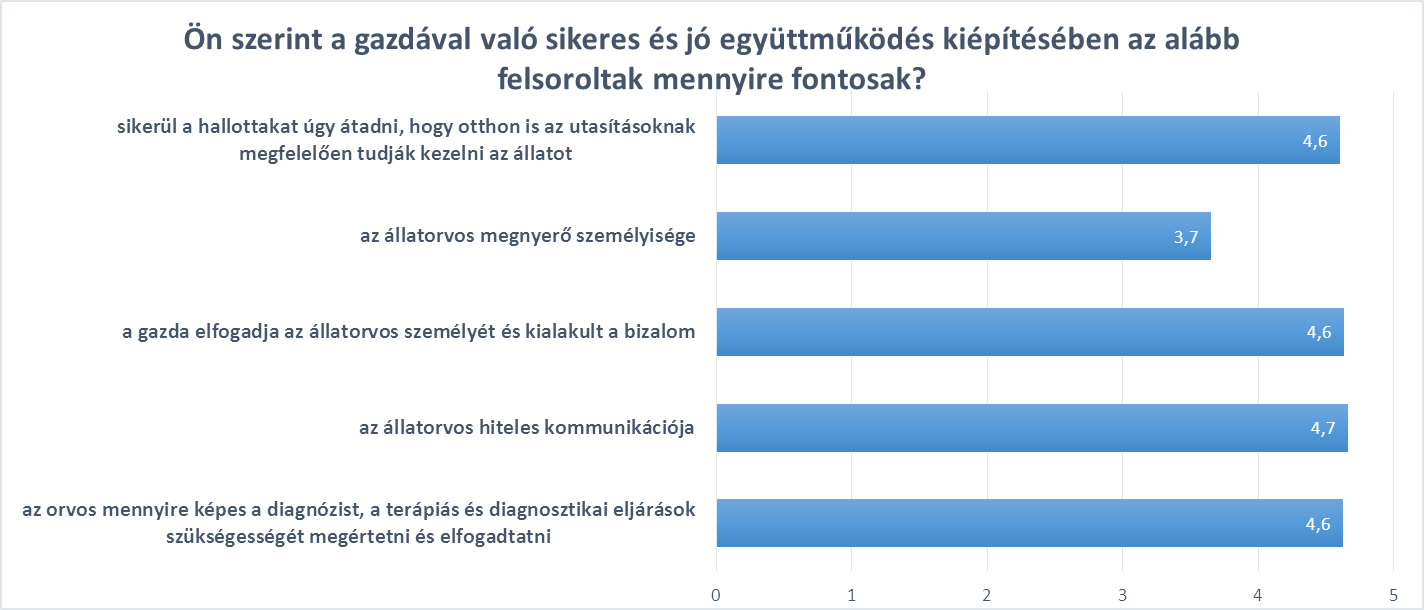 Ön szerint a gazdával való sikeres és jó együttműködés kiépítésében az alább
felsoroltak mennyire fontosak?
sikerül a hallottakat úgy átadni, hogy otthon is az utasításoknak
megfelelően tudják kezelni az állatot
4,6
az állatorvos megnyerő személyisége
3,7
a gazda elfogadja az állatorvos személyét és kialakult a bizalom
4,6
az állatorvos hiteles kommunikációja
4,7
az orvos mennyire képes a diagnózist, a terápiás és diagnosztikai eljárások
szükségességét megértetni és elfogadtatni
4,6
0 1 2 3 4 5